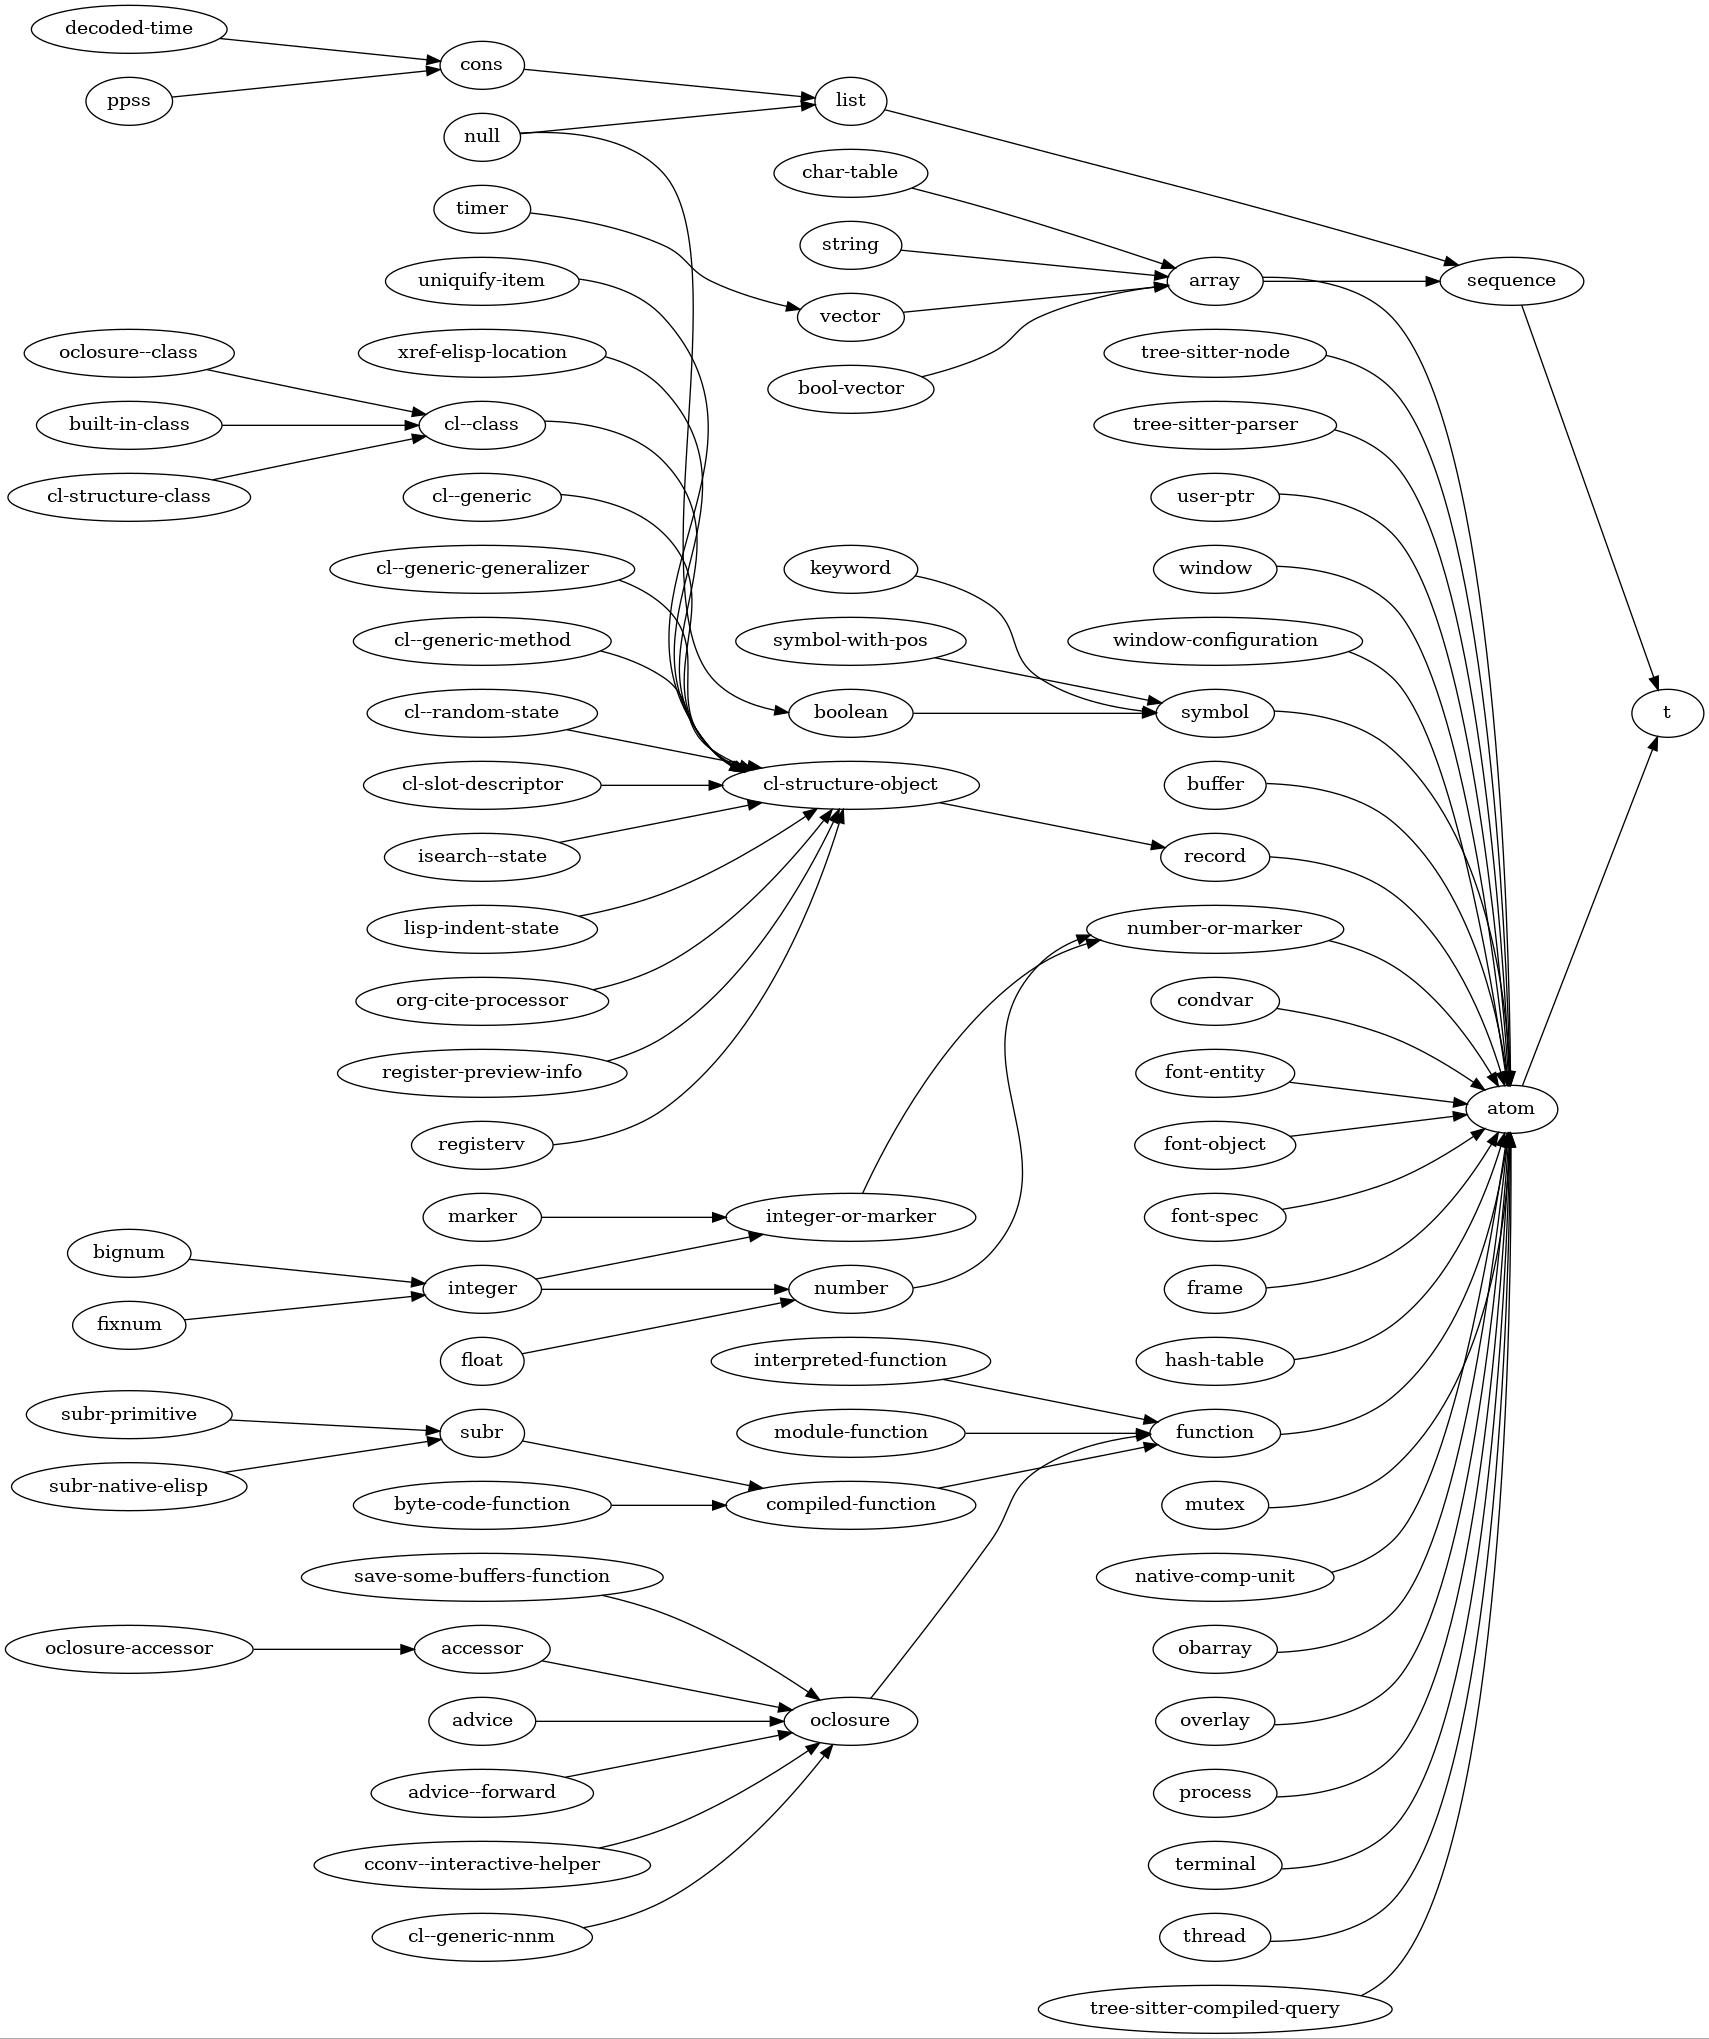 decoded-time
cons
ppss
list
null
char-table
timer
string
uniquify-item
array
sequence
vector
oclosure--class
xref-elisp-location
tree-sitter-node
bool-vector
built-in-class
cl--class
tree-sitter-parser
cl-structure-class
cl--generic
user-ptr
cl--generic-generalizer
keyword
window
cl--generic-method
symbol-with-pos
window-configuration
cl--random-state
boolean
symbol
t
cl-slot-descriptor
cl-structure-object
buffer
isearch--state
record
lisp-indent-state
number-or-marker
org-cite-processor
condvar
register-preview-info
font-entity
atom
registerv
font-object
marker
integer-or-marker
font-spec
bignum
integer
number
frame
fixnum
float
interpreted-function
hash-table
subr-primitive
subr
module-function
function
subr-native-elisp
byte-code-function
compiled-function
mutex
save-some-buffers-function
native-comp-unit
oclosure-accessor
accessor
obarray
advice
oclosure
overlay
advice--forward
process
cconv--interactive-helper
terminal
cl--generic-nnm
thread
tree-sitter-compiled-query